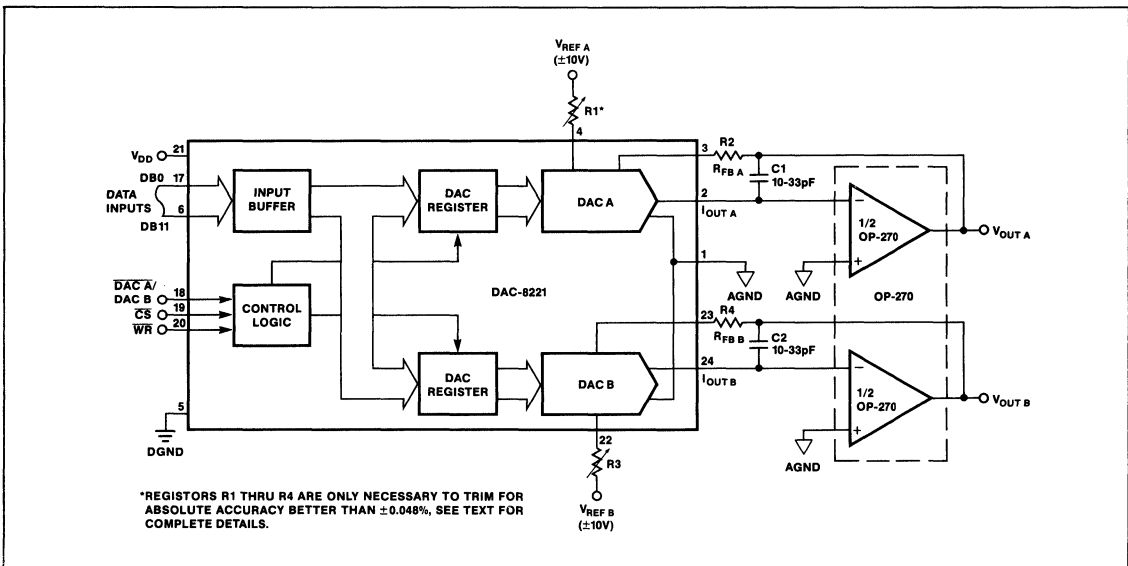 V_REF A
(±10V)
R1*
4
21
V_DD
DB0
17
DATA
INPUTS
6
DB11
INPUT
BUFFER
DAC
REGISTER
DAC A
3
R2
R_FB A
C1
10-33pF
2
I_OUT A
−
1/2
OP-270
+
V_OUT A
1
AGND
AGND
OP-270
DAC-8221
D̅A̅C̅ ̅A̅/
DAC B
18
C̅S̅
19
W̅R̅
20
CONTROL
LOGIC
23
R4
R_FB B
C2
10-33pF
24
I_OUT B
DAC
REGISTER
DAC B
−
1/2
OP-270
+
V_OUT B
AGND
5
DGND
22
R3
V_REF B
(±10V)
*REGISTORS R1 THRU R4 ARE ONLY NECESSARY TO TRIM FOR
ABSOLUTE ACCURACY BETTER THAN ±0.048%, SEE TEXT FOR
COMPLETE DETAILS.